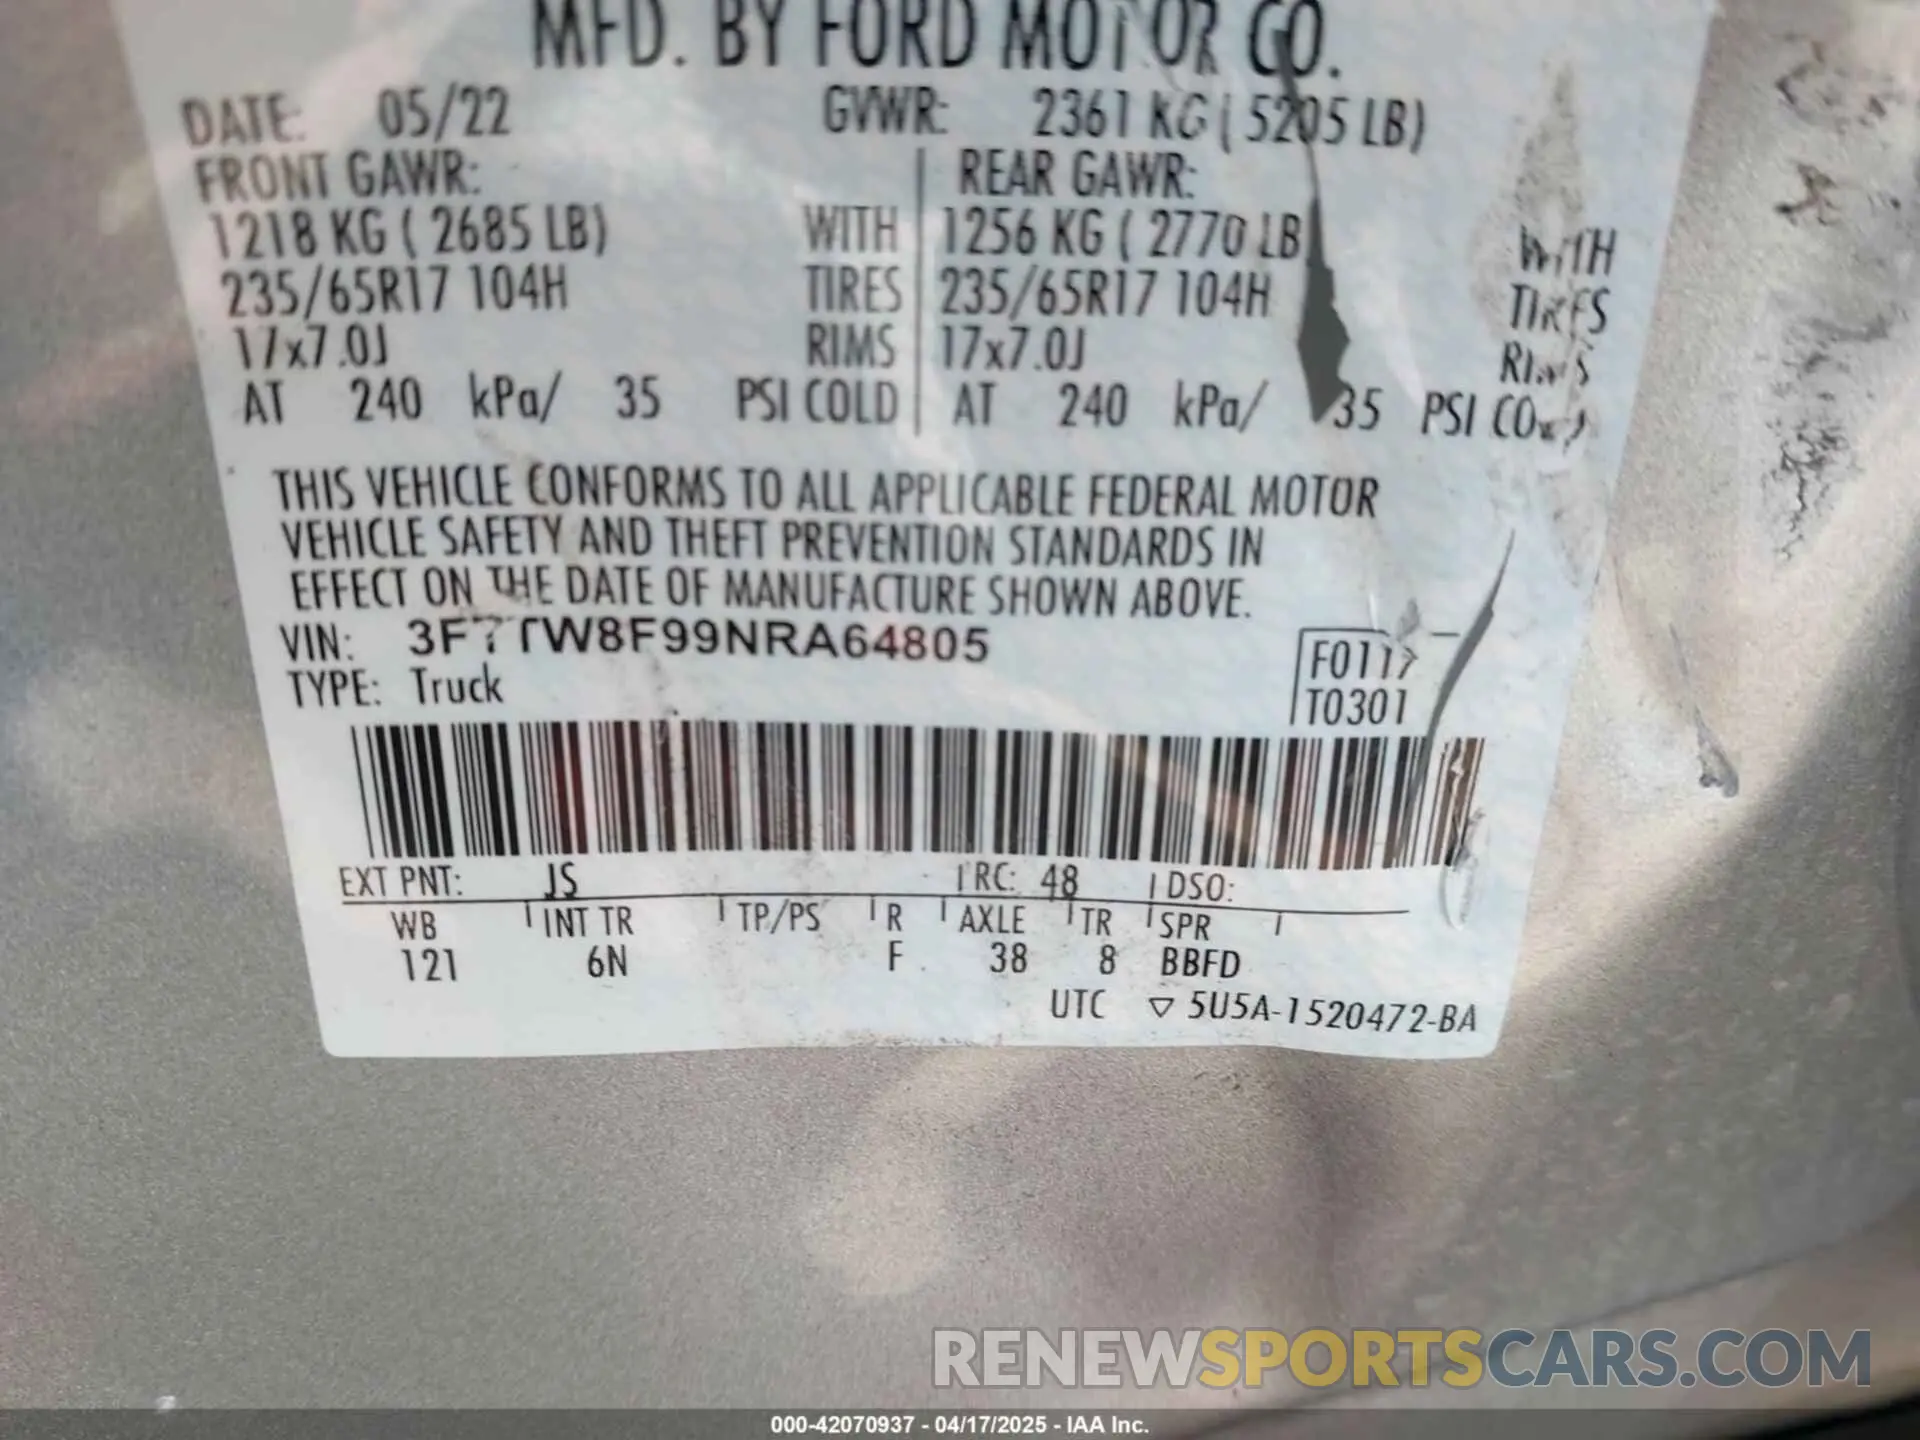 MFD. BY FORD MOTOR CO.
DATE: 05/22 GVWR: 2361 KG ( 5205 LB)
FRONT GAWR: REAR GAWR:
1218 KG ( 2685 LB) WITH 1256 KG ( 2770 LB WITH
235/65R17 104H TIRES 235/65R17 104H TIRES
17x7.0J RIMS 17x7.0J RIMS
AT 240 kPa/ 35 PSI COLD AT 240 kPa/ 35 PSI
THIS VEHICLE CONFORMS TO ALL APPLICABLE FEDERAL MOTOR
VEHICLE SAFETY AND THEFT PREVENTION STANDARDS IN
EFFECT ON THE DATE OF MANUFACTURE SHOWN ABOVE.
VIN: 3FTTW8F99NRA64805
TYPE: Truck
F0117
T0301
EXT PNT: JS RC: 48 DSO:
WB INT TR TP/PS R AXLE TR SPR
121 6N F 38 8 BBFD
UTC ▽ 5U5A-1520472-BA
RENEWSPORTSCARS.COM
000-42070937 - 04/17/2025 - IAA Inc.